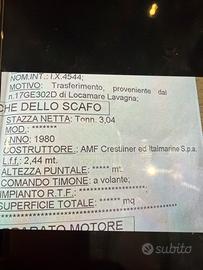 NOM.INT.: I.X.4544;
MOTIVO: Trasferimento, proveniente dal
n.17GE302D di Locamare Lavagna;
CHE DELLO SCAFO
STAZZA NETTA: Tonn. 3,04
MOD.: *******
ANNO: 1980
COSTRUTTORE.: AMF Crestliner ed Italmarine S.p.a.
L.f.f.: 2,44 mt.
ALTEZZA PUNTALE: ***** mt.
COMANDO TIMONE: a volante;
IMPIANTO R.T.F.:
SUPERFICIE TOTALE: ***** mq
PARATO MOTORE
subito